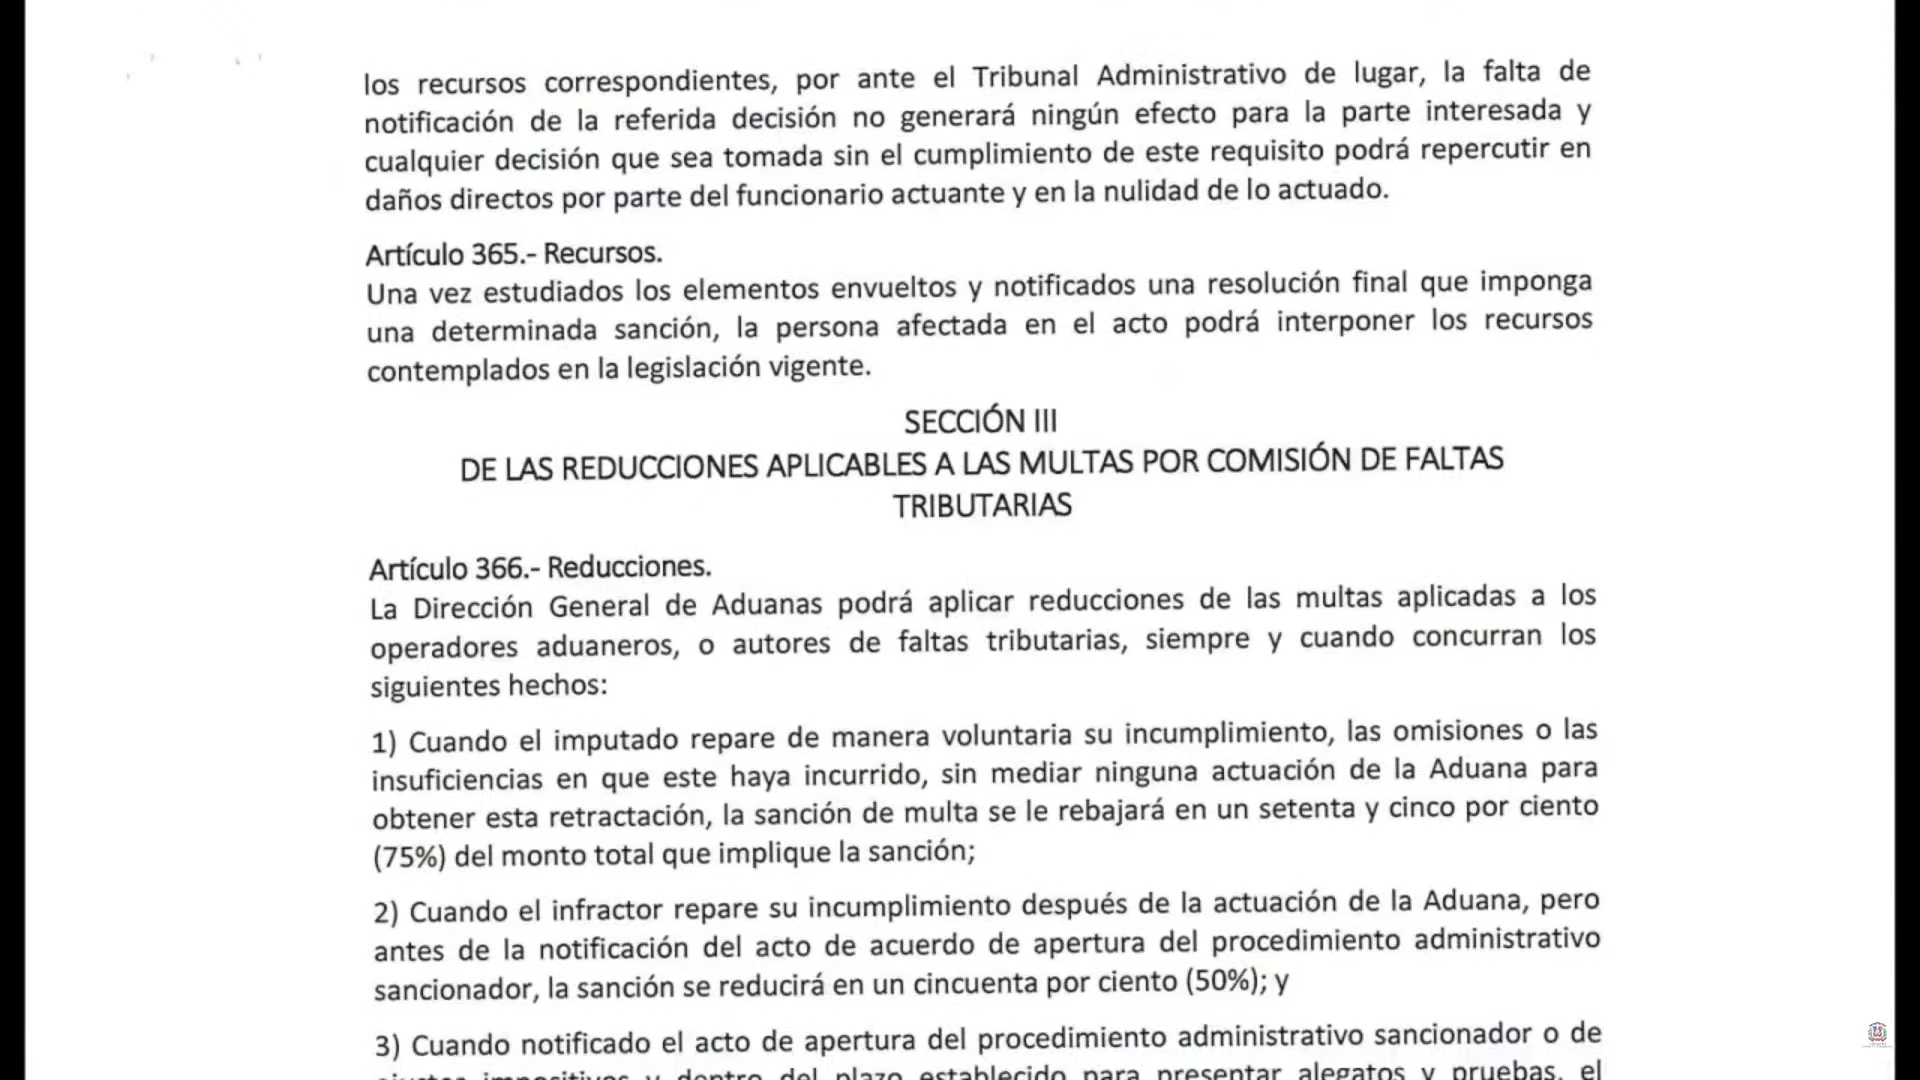 los recursos correspondientes, por ante el Tribunal Administrativo de lugar, la falta de
notificación de la referida decisión no generará ningún efecto para la parte interesada y
cualquier decisión que sea tomada sin el cumplimiento de este requisito podrá repercutir en
daños directos por parte del funcionario actuante y en la nulidad de lo actuado.
Artículo 365.- Recursos.
Una vez estudiados los elementos envueltos y notificados una resolución final que imponga
una determinada sanción, la persona afectada en el acto podrá interponer los recursos
contemplados en la legislación vigente.
SECCIÓN III
DE LAS REDUCCIONES APLICABLES A LAS MULTAS POR COMISIÓN DE FALTAS
TRIBUTARIAS
Artículo 366.- Reducciones.
La Dirección General de Aduanas podrá aplicar reducciones de las multas aplicadas a los
operadores aduaneros, o autores de faltas tributarias, siempre y cuando concurran los
siguientes hechos:
1) Cuando el imputado repare de manera voluntaria su incumplimiento, las omisiones o las
insuficiencias en que este haya incurrido, sin mediar ninguna actuación de la Aduana para
obtener esta retractación, la sanción de multa se le rebajará en un setenta y cinco por ciento
(75%) del monto total que implique la sanción;
2) Cuando el infractor repare su incumplimiento después de la actuación de la Aduana, pero
antes de la notificación del acto de acuerdo de apertura del procedimiento administrativo
sancionador, la sanción se reducirá en un cincuenta por ciento (50%); y
3) Cuando notificado el acto de apertura del procedimiento administrativo sancionador o de
ajustes impositivos y dentro del plazo establecido para presentar alegatos y pruebas, el